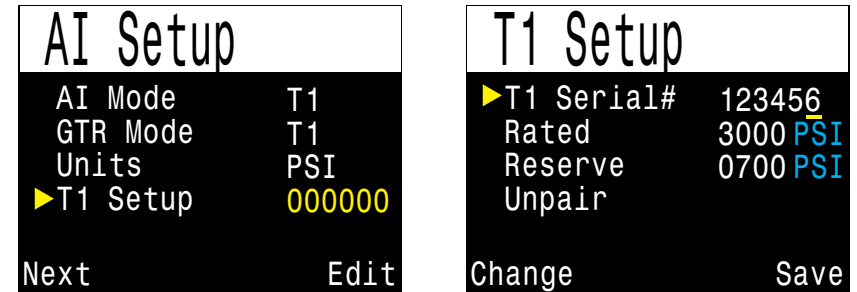 AI Setup
AI Mode T1
GTR Mode T1
Units PSI
T1 Setup 000000
Next Edit
T1 Setup
T1 Serial# 123456
Rated 3000 PSI
Reserve 0700 PSI
Unpair
Change Save